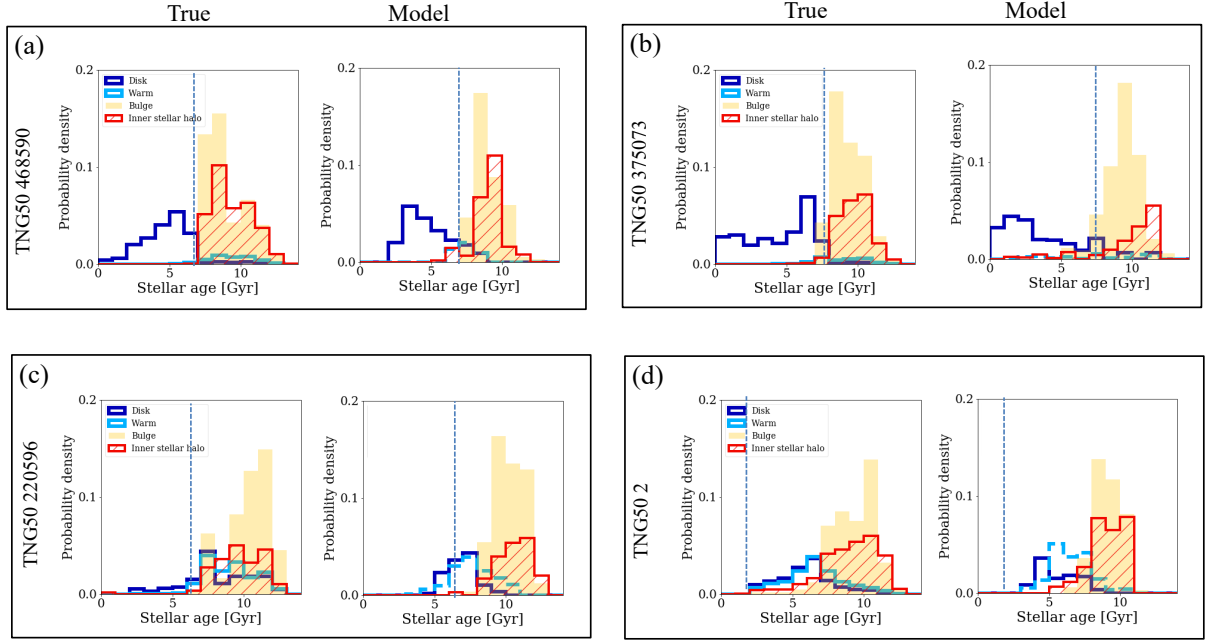 True Model
True Model
(a)
TNG50 468590
Probability density
0.2
0.1
0.0
0 5 10
Stellar age [Gyr]
Disk
Warm
Bulge
Inner stellar halo
Probability density
0.2
0.1
0.0
0 5 10
Stellar age [Gyr]
(b)
TNG50 375073
Probability density
0.2
0.1
0.0
0 5 10
Stellar age [Gyr]
Disk
Warm
Bulge
Inner stellar halo
Probability density
0.2
0.1
0.0
0 5 10
Stellar age [Gyr]
(c)
TNG50 220596
Probability density
0.2
0.1
0.0
0 5 10
Stellar age [Gyr]
Disk
Warm
Bulge
Inner stellar halo
Probability density
0.2
0.1
0.0
0 5 10
Stellar age [Gyr]
(d)
TNG50 2
Probability density
0.2
0.1
0.0
0 5 10
Stellar age [Gyr]
Disk
Warm
Bulge
Inner stellar halo
Probability density
0.2
0.1
0.0
0 5 10
Stellar age [Gyr]